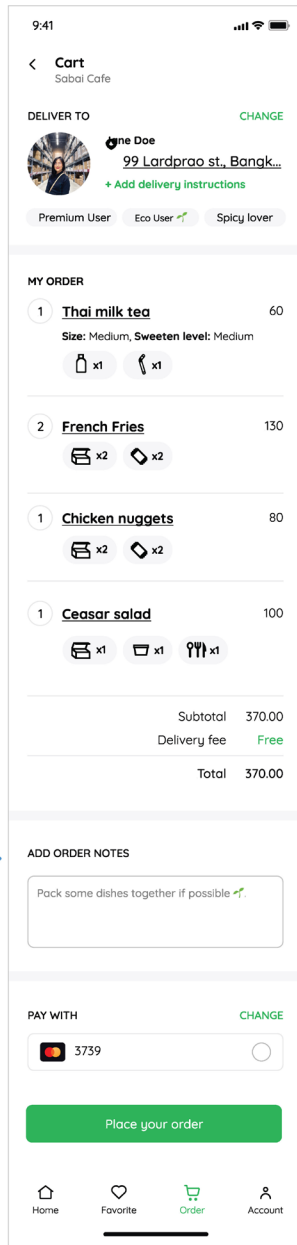 9:41
Cart
Sabai Cafe
DELIVER TO
CHANGE
Jane Doe
99 Lardprao st., Bangk...
+ Add delivery instructions
Premium User
Eco User 🌱
Spicy lover
MY ORDER
1 Thai milk tea 60
Size: Medium, Sweeten level: Medium
x1 x1
2 French Fries 130
x2 x2
1 Chicken nuggets 80
x2 x2
1 Ceasar salad 100
x1 x1 x1
Subtotal 370.00
Delivery fee Free
Total 370.00
ADD ORDER NOTES
Pack some dishes together if possible 🌱.
PAY WITH
CHANGE
3739
Place your order
Home
Favorite
Order
Account